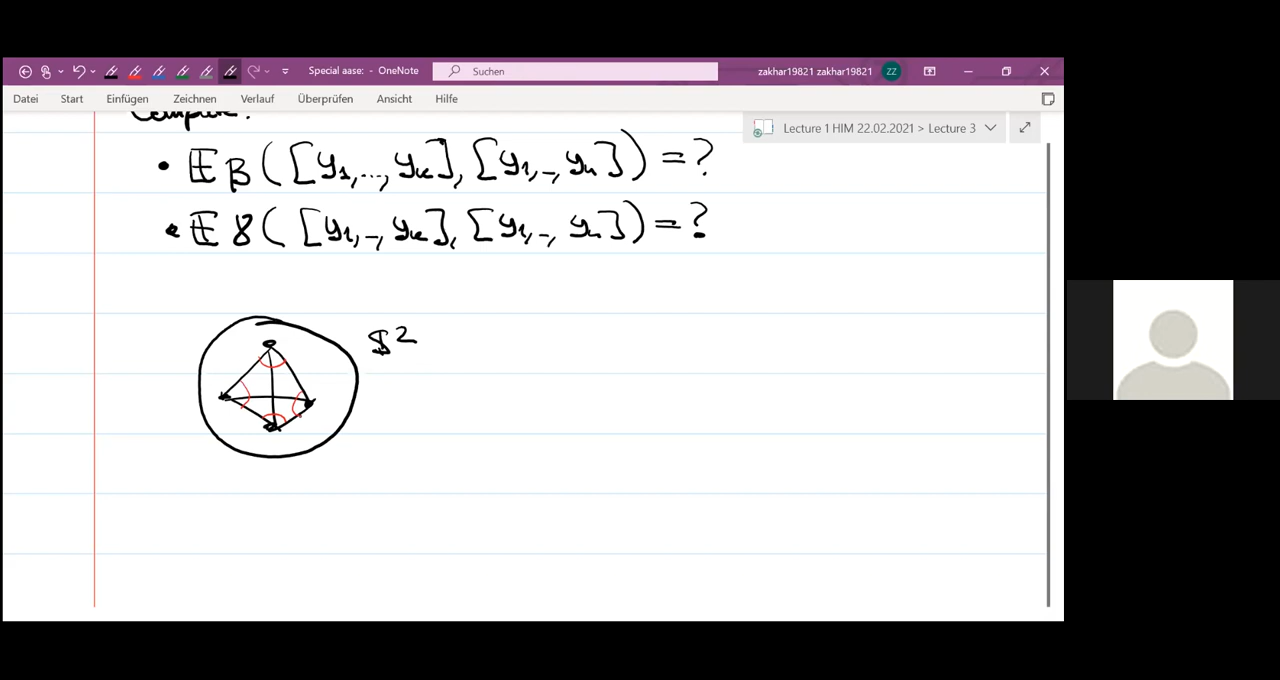 Special aase: - OneNote
Suchen
zakhar19821 zakhar19821 ZZ
Datei Start Einfügen Zeichnen Verlauf Überprüfen Ansicht Hilfe
Lecture 1 HIM 22.02.2021 > Lecture 3
• 𝔼 β ([y₁,...,yₖ], [y₁,-,yₙ]) = ?
• 𝔼 γ ([y₁,-,yₖ], [y₁,-,yₙ]) = ?
𝕊²